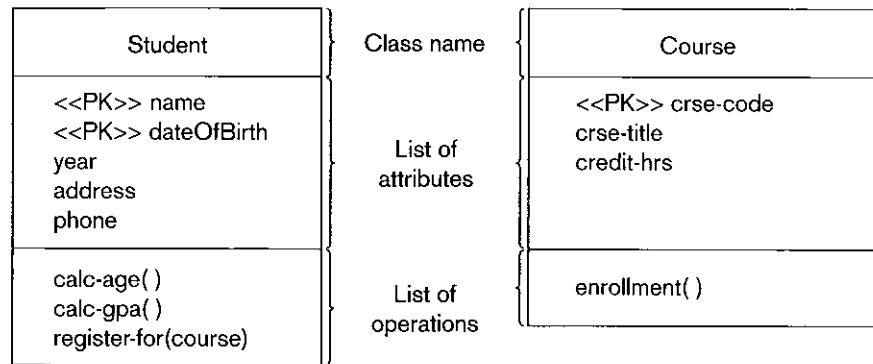 Student
<<PK>> name
<<PK>> dateOfBirth
year
address
phone
calc-age( )
calc-gpa( )
register-for(course)
Class name
List of
attributes
List of
operations
Course
<<PK>> crse-code
crse-title
credit-hrs
enrollment( )